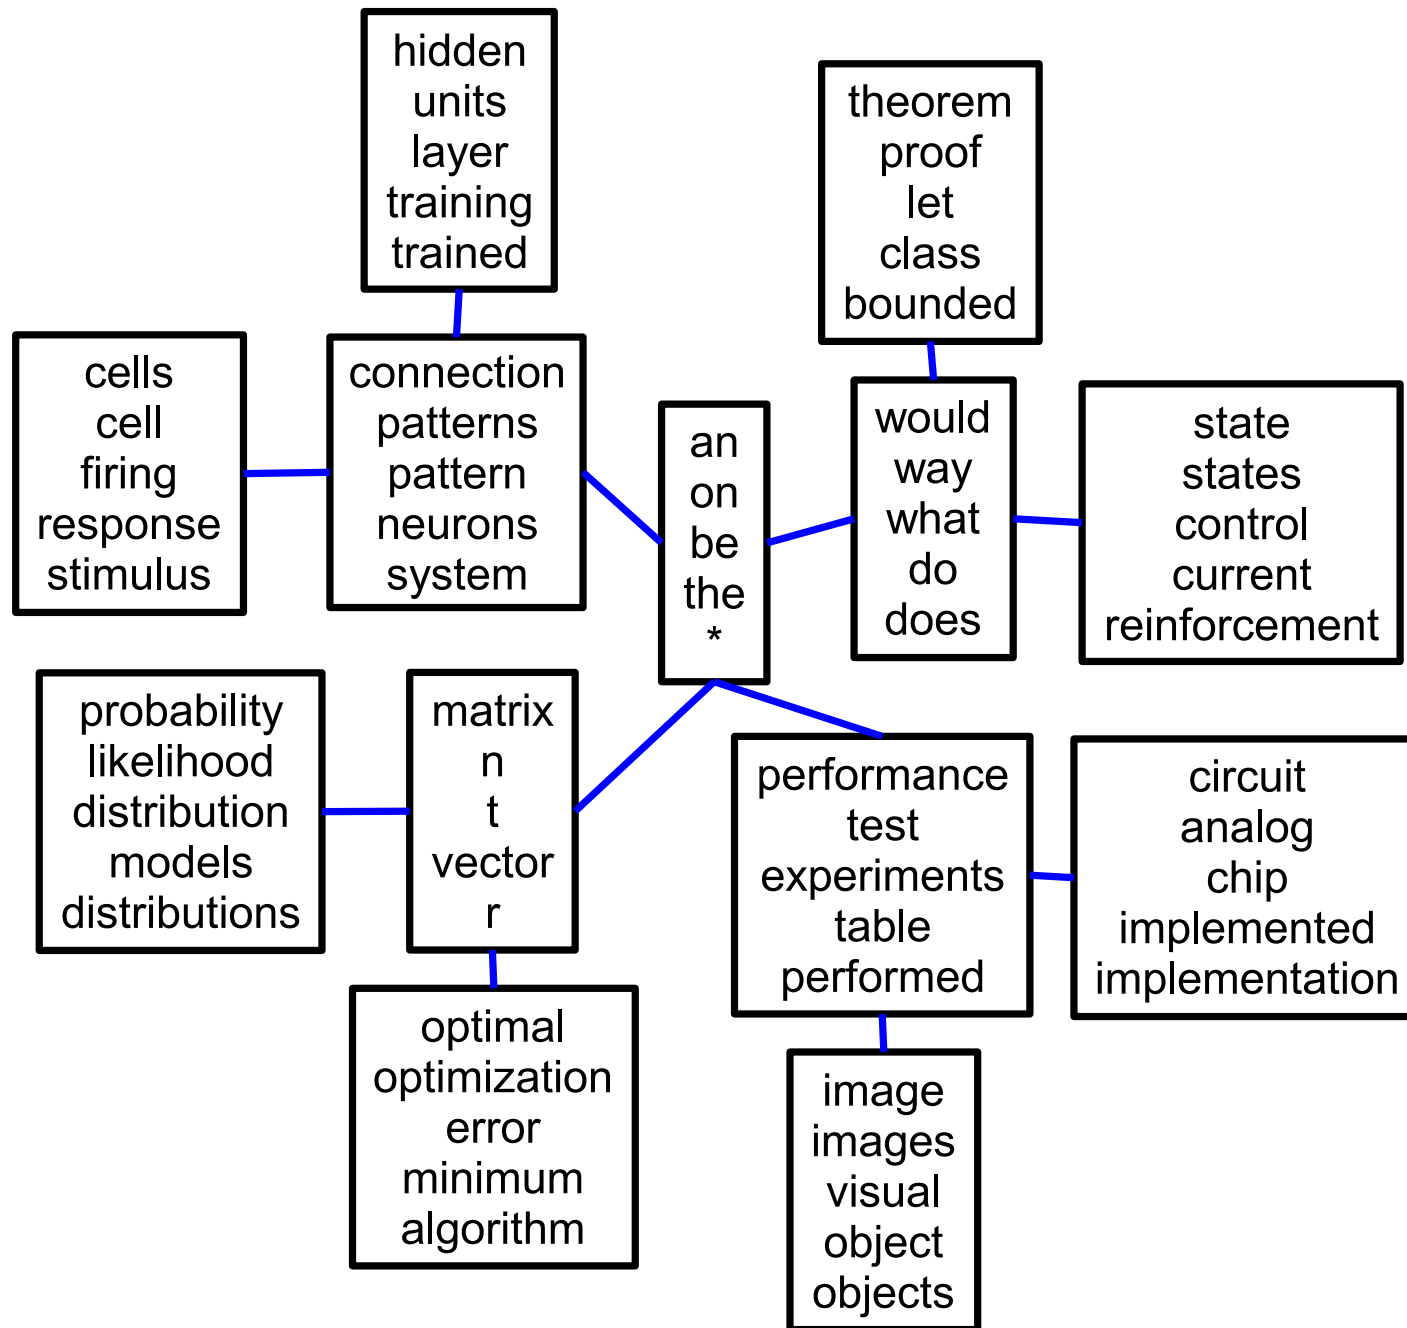 hidden
units
layer
training
trained
theorem
proof
let
class
bounded
cells
cell
firing
response
stimulus
connection
patterns
pattern
neurons
system
an
on
be
the
*
would
way
what
do
does
state
states
control
current
reinforcement
probability
likelihood
distribution
models
distributions
matrix
n
t
vector
r
performance
test
experiments
table
performed
circuit
analog
chip
implemented
implementation
optimal
optimization
error
minimum
algorithm
image
images
visual
object
objects